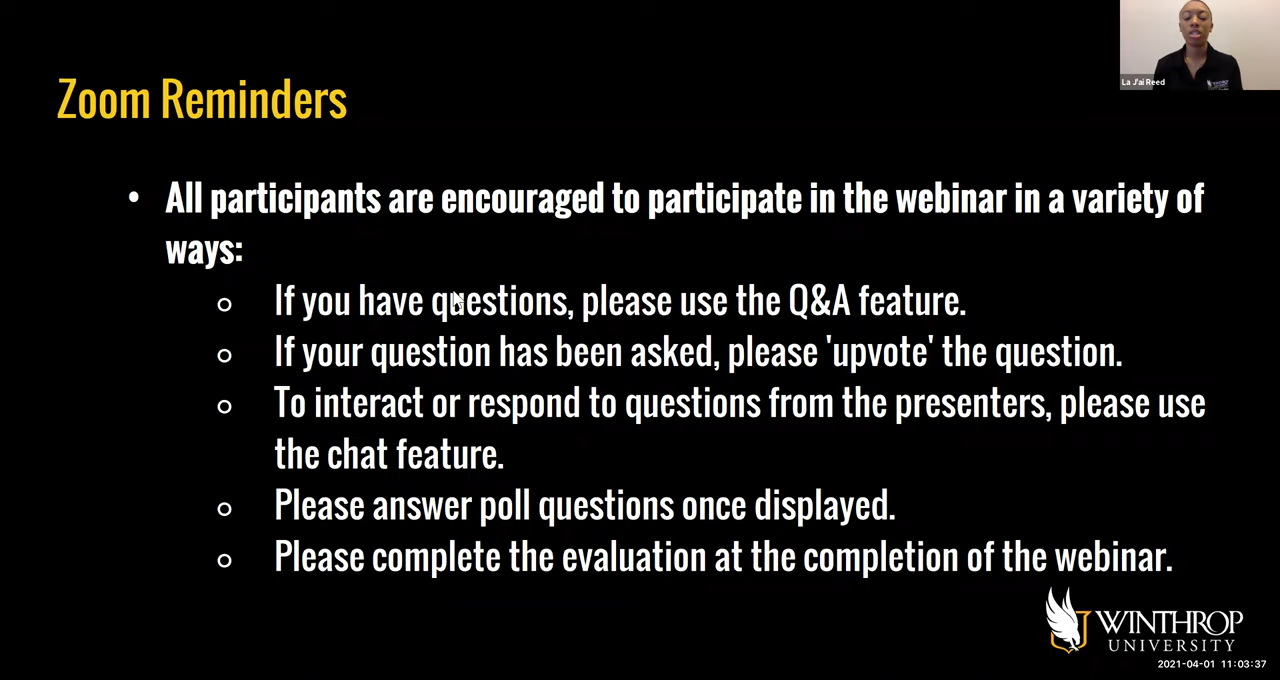 La J'ai Reed
Zoom Reminders
• All participants are encouraged to participate in the webinar in a variety of
ways:
○ If you have questions, please use the Q&A feature.
○ If your question has been asked, please 'upvote' the question.
○ To interact or respond to questions from the presenters, please use
the chat feature.
○ Please answer poll questions once displayed.
○ Please complete the evaluation at the completion of the webinar.
WINTHROP
UNIVERSITY
2021-04-01 11:03:37